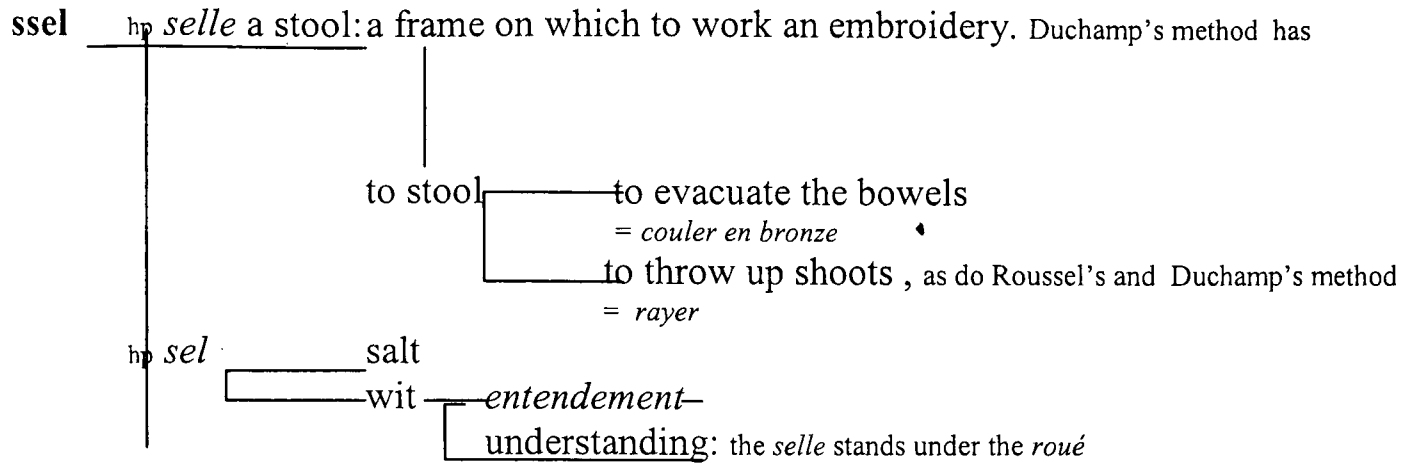 ssel hp selle a stool: a frame on which to work an embroidery. Duchamp's method has
to stool to evacuate the bowels
= couler en bronze
to throw up shoots , as do Roussel's and Duchamp's method
= rayer
hp sel salt
wit entendement–
understanding: the selle stands under the roué